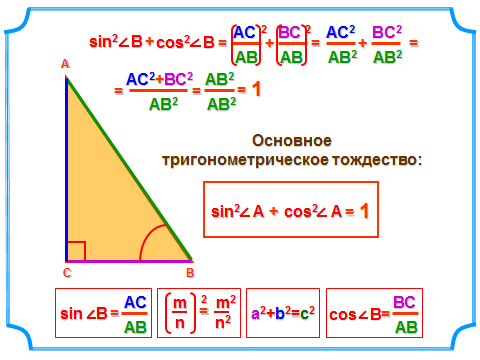 sin²∠B + cos²∠B = (AC/AB)² + (BC/AB)² = AC²/AB² + BC²/AB² =
= AC²+BC²/AB² = AB²/AB² = 1
A
Основное
тригонометрическое тождество:
sin²∠A + cos²∠A = 1
C B
sin∠B = AC/AB (m/n)² = m²/n² a²+b²=c² cos∠B = BC/AB